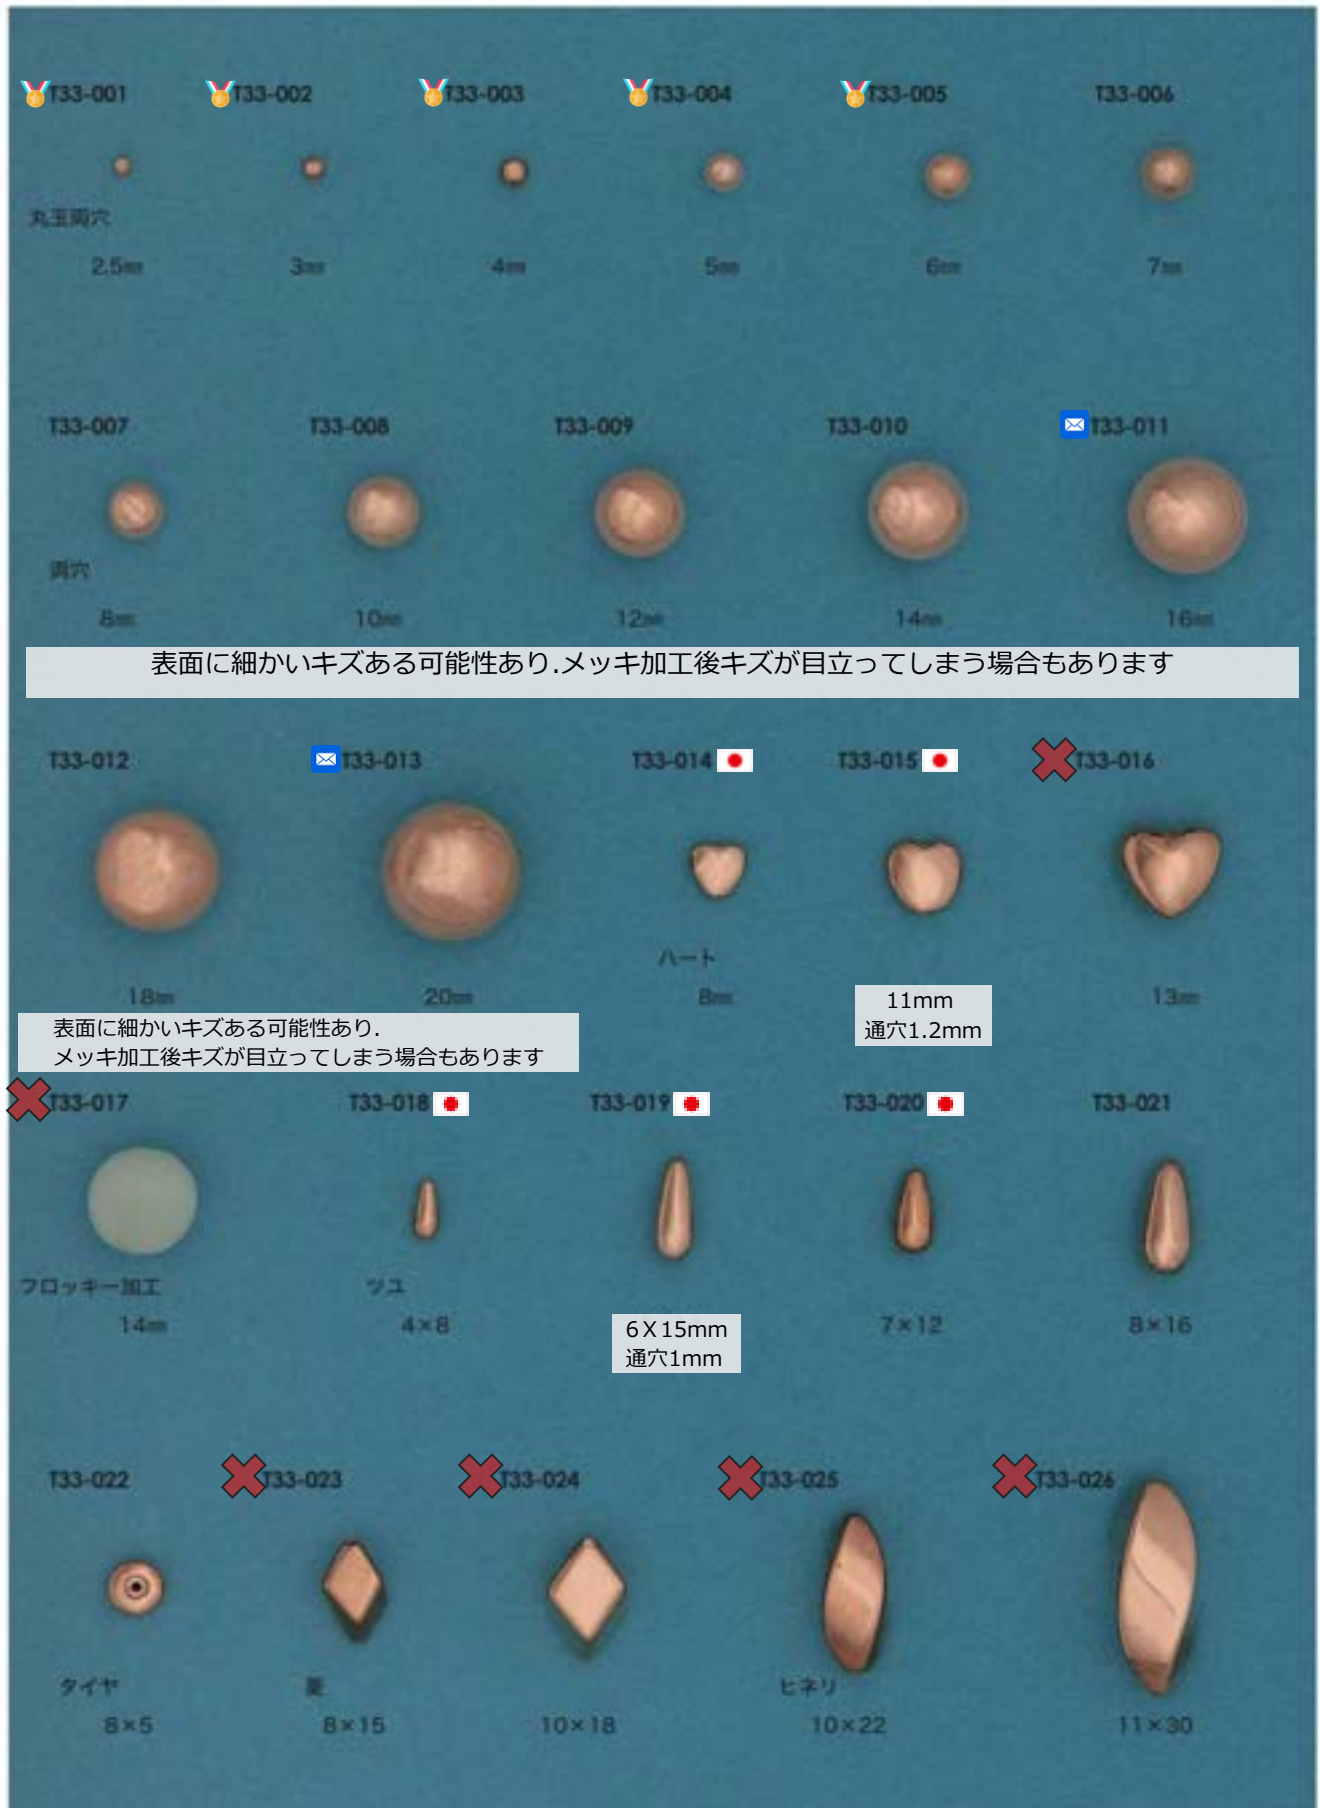 T33-001 T33-002 T33-003 T33-004 T33-005 T33-006
丸玉両穴
2.5㎜ 3㎜ 4㎜ 5㎜ 6㎜ 7㎜
T33-007 T33-008 T33-009 T33-010 T33-011
両穴
8㎜ 10㎜ 12㎜ 14㎜ 16㎜
表面に細かいキズある可能性あり.メッキ加工後キズが目立ってしまう場合もあります
T33-012 T33-013 T33-014 T33-015 T33-016
ハート
18㎜ 20㎜ 8㎜ 11mm 13㎜
通穴1.2mm
表面に細かいキズある可能性あり.
メッキ加工後キズが目立ってしまう場合もあります
T33-017 T33-018 T33-019 T33-020 T33-021
フロッキー加工 ツユ
14㎜ 4×8 6X15mm 7×12 8×16
通穴1mm
T33-022 T33-023 T33-024 T33-025 T33-026
タイヤ 菱 ヒネリ
8×5 8×15 10×18 10×22 11×30